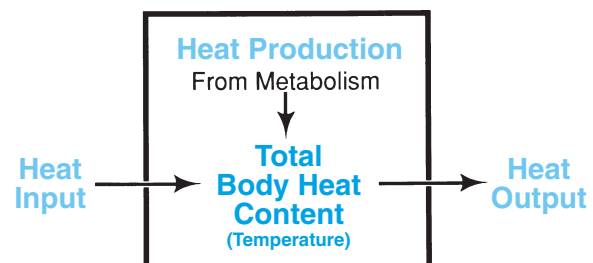 Heat Production
From Metabolism
Heat
Input
Total
Body Heat
Content
(Temperature)
Heat
Output